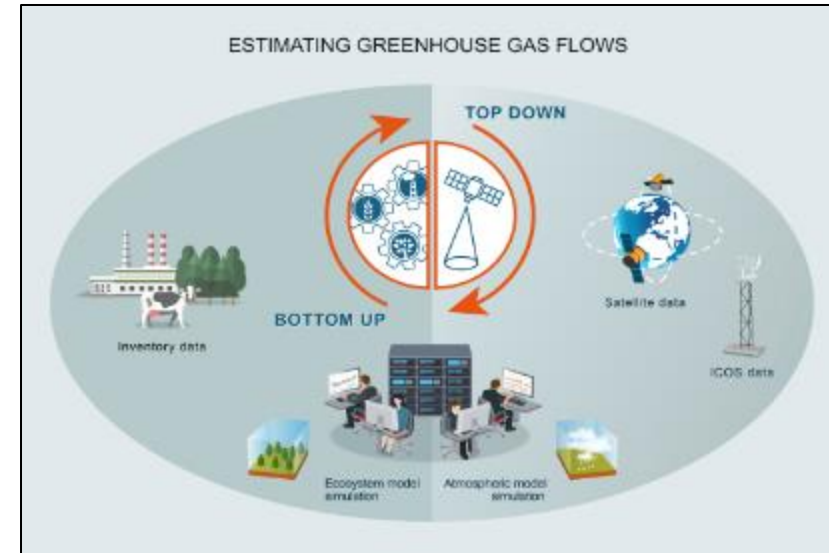 ESTIMATING GREENHOUSE GAS FLOWS
TOP DOWN
BOTTOM UP
Inventory data
Satellite data
ICOS data
Ecosystem model
simulation
Atmospheric model
simulation